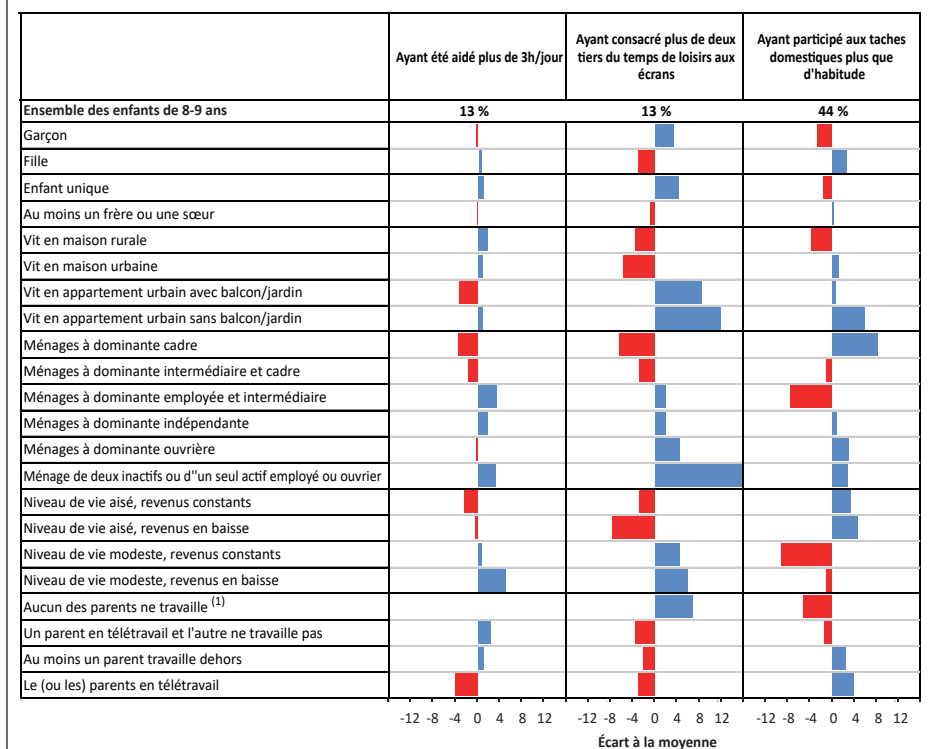 Ayant été aidé plus de 3h/jour
Ayant consacré plus de deux
tiers du temps de loisirs aux
écrans
Ayant participé aux taches
domestiques plus que
d'habitude
Ensemble des enfants de 8-9 ans 13 % 13 % 44 %
Garçon
Fille
Enfant unique
Au moins un frère ou une sœur
Vit en maison rurale
Vit en maison urbaine
Vit en appartement urbain avec balcon/jardin
Vit en appartement urbain sans balcon/jardin
Ménages à dominante cadre
Ménages à dominante intermédiaire et cadre
Ménages à dominante employée et intermédiaire
Ménages à dominante indépendante
Ménages à dominante ouvrière
Ménage de deux inactifs ou d''un seul actif employé ou ouvrier
Niveau de vie aisé, revenus constants
Niveau de vie aisé, revenus en baisse
Niveau de vie modeste, revenus constants
Niveau de vie modeste, revenus en baisse
Aucun des parents ne travaille (1)
Un parent en télétravail et l'autre ne travaille pas
Au moins un parent travaille dehors
Le (ou les) parents en télétravail
-12 -8 -4 0 4 8 12 -12 -8 -4 0 4 8 12 -12 -8 -4 0 4 8 12
Écart à la moyenne